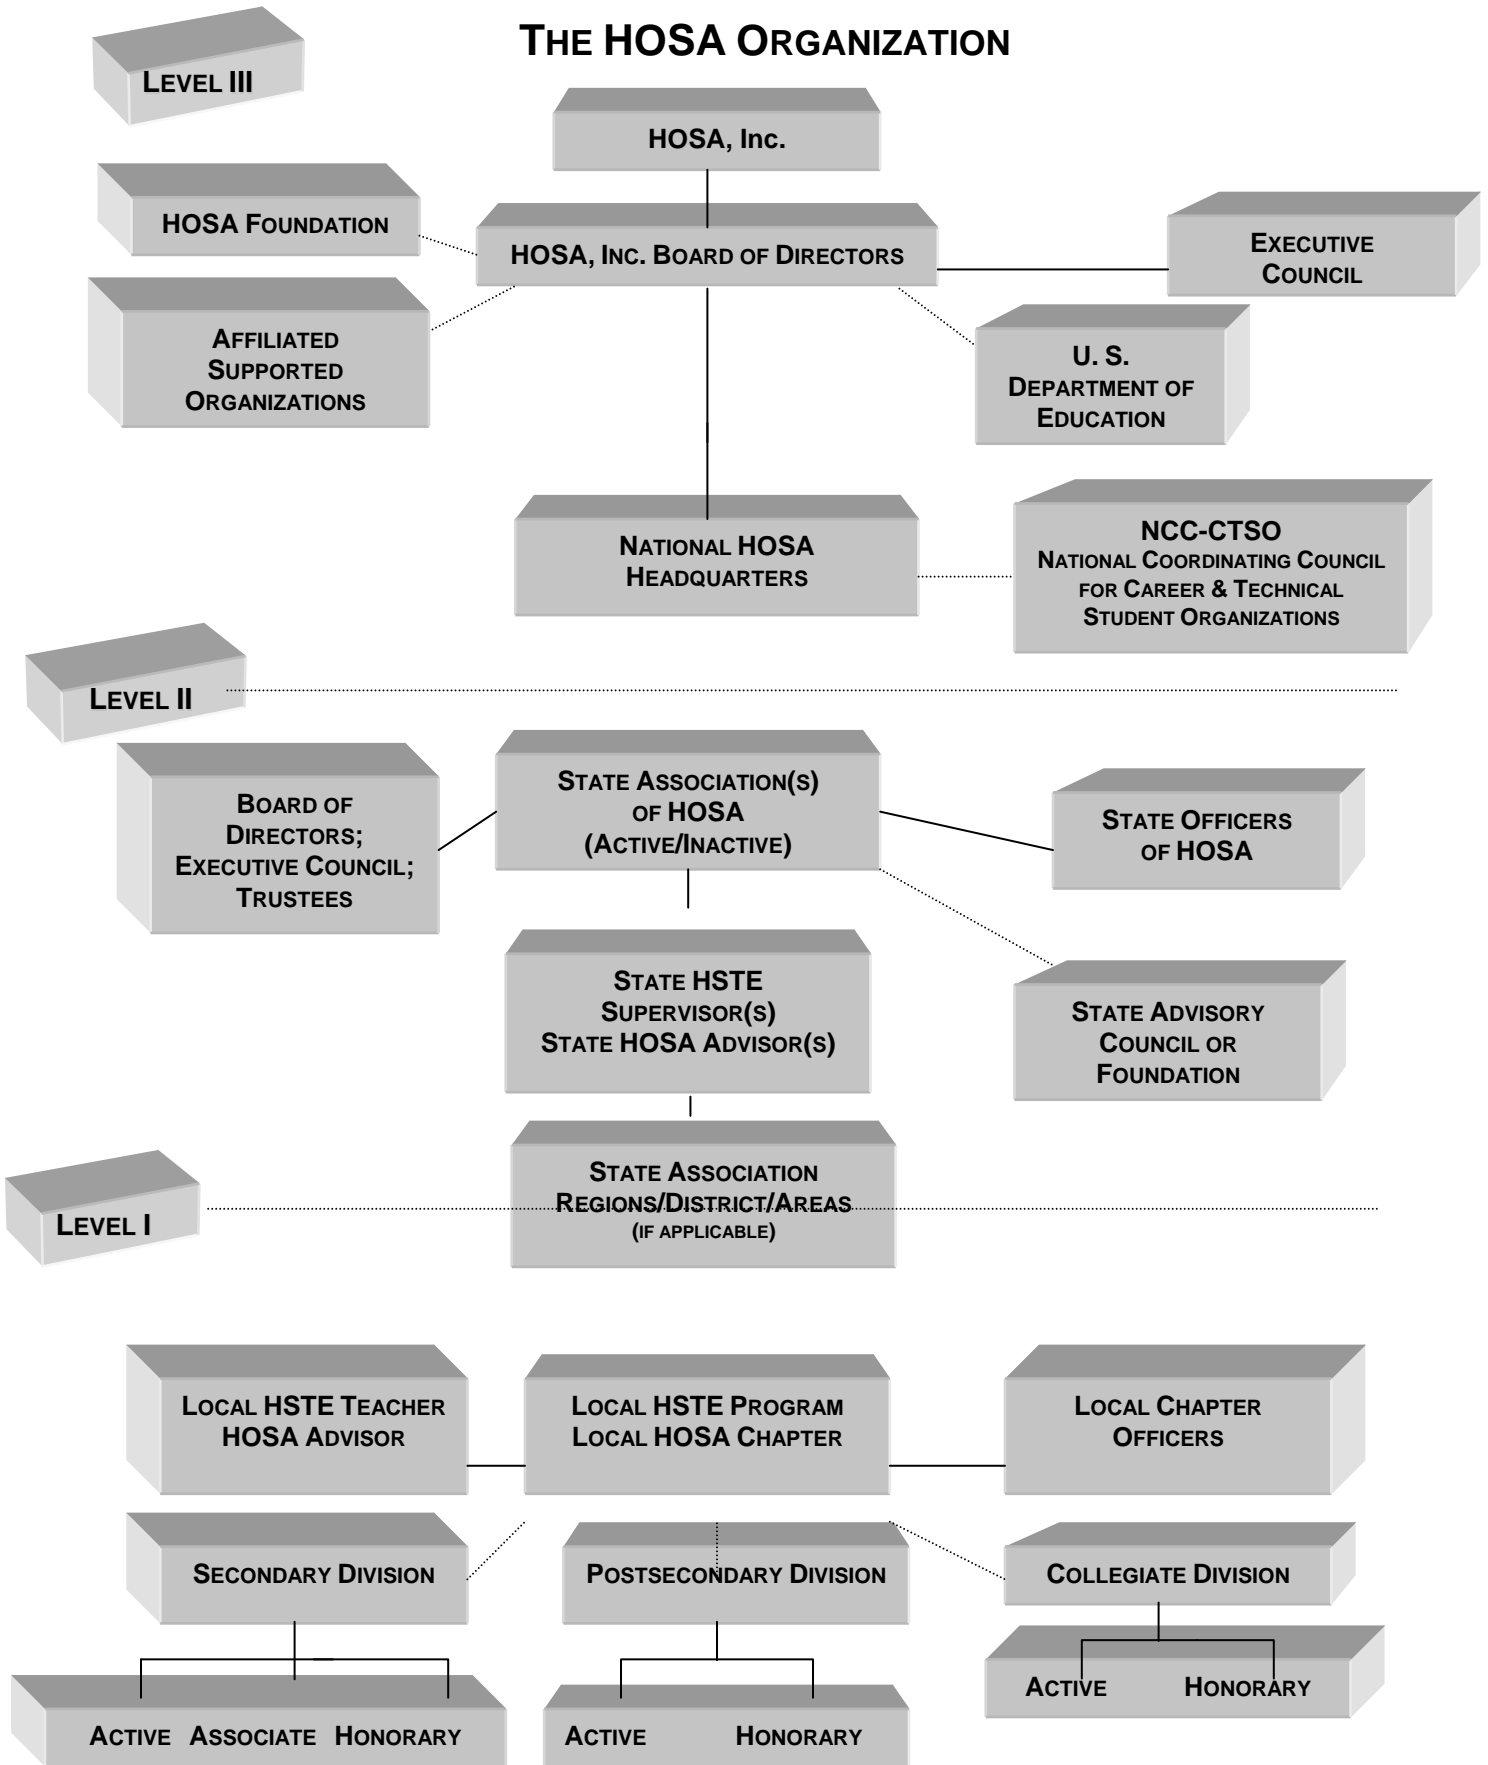 THE HOSA ORGANIZATION
LEVEL III
HOSA, Inc.
HOSA FOUNDATION
HOSA, INC. BOARD OF DIRECTORS
EXECUTIVE
COUNCIL
AFFILIATED
SUPPORTED
ORGANIZATIONS
U. S.
DEPARTMENT OF
EDUCATION
NATIONAL HOSA
HEADQUARTERS
NCC-CTSO
NATIONAL COORDINATING COUNCIL
FOR CAREER & TECHNICAL
STUDENT ORGANIZATIONS
LEVEL II
BOARD OF
DIRECTORS;
EXECUTIVE COUNCIL;
TRUSTEES
STATE ASSOCIATION(S)
OF HOSA
(ACTIVE/INACTIVE)
STATE OFFICERS
OF HOSA
STATE HSTE
SUPERVISOR(S)
STATE HOSA ADVISOR(S)
STATE ADVISORY
COUNCIL OR
FOUNDATION
STATE ASSOCIATION
REGIONS/DISTRICT/AREAS
(IF APPLICABLE)
LEVEL I
LOCAL HSTE TEACHER
HOSA ADVISOR
LOCAL HSTE PROGRAM
LOCAL HOSA CHAPTER
LOCAL CHAPTER
OFFICERS
SECONDARY DIVISION
POSTSECONDARY DIVISION
COLLEGIATE DIVISION
ACTIVE ASSOCIATE HONORARY
ACTIVE HONORARY
ACTIVE HONORARY